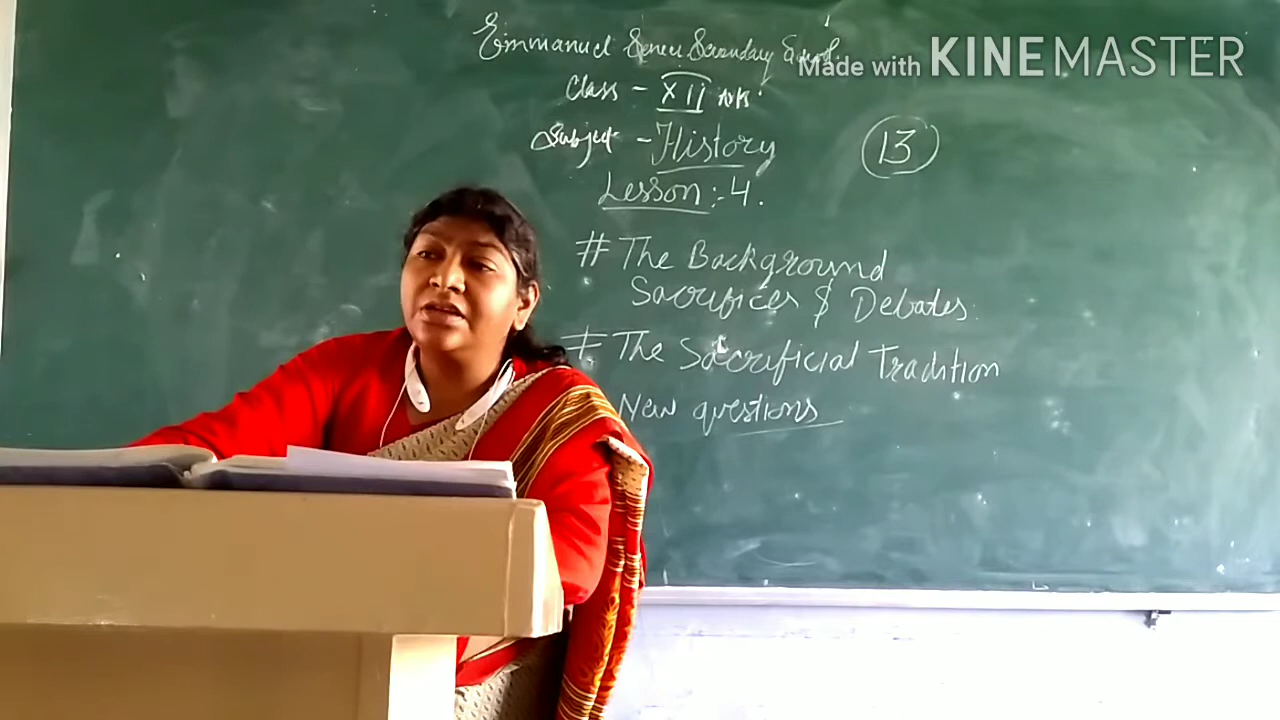 Emmanuel Senior Secondary School
Made with KINEMASTER
Class - XII Arts
Subject - History
13
Lesson :- 4.
# The Background
Sacrifices & Debates.
# The Sacrificial Tradition
New questions